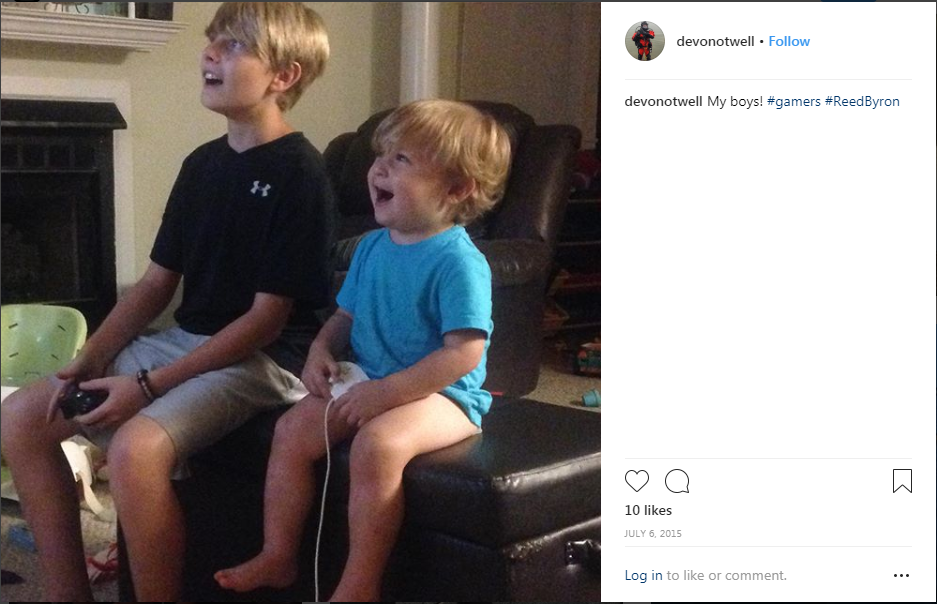 devonotwell • Follow
devonotwell My boys! #gamers #ReedByron
10 likes
JULY 6, 2015
Log in to like or comment.